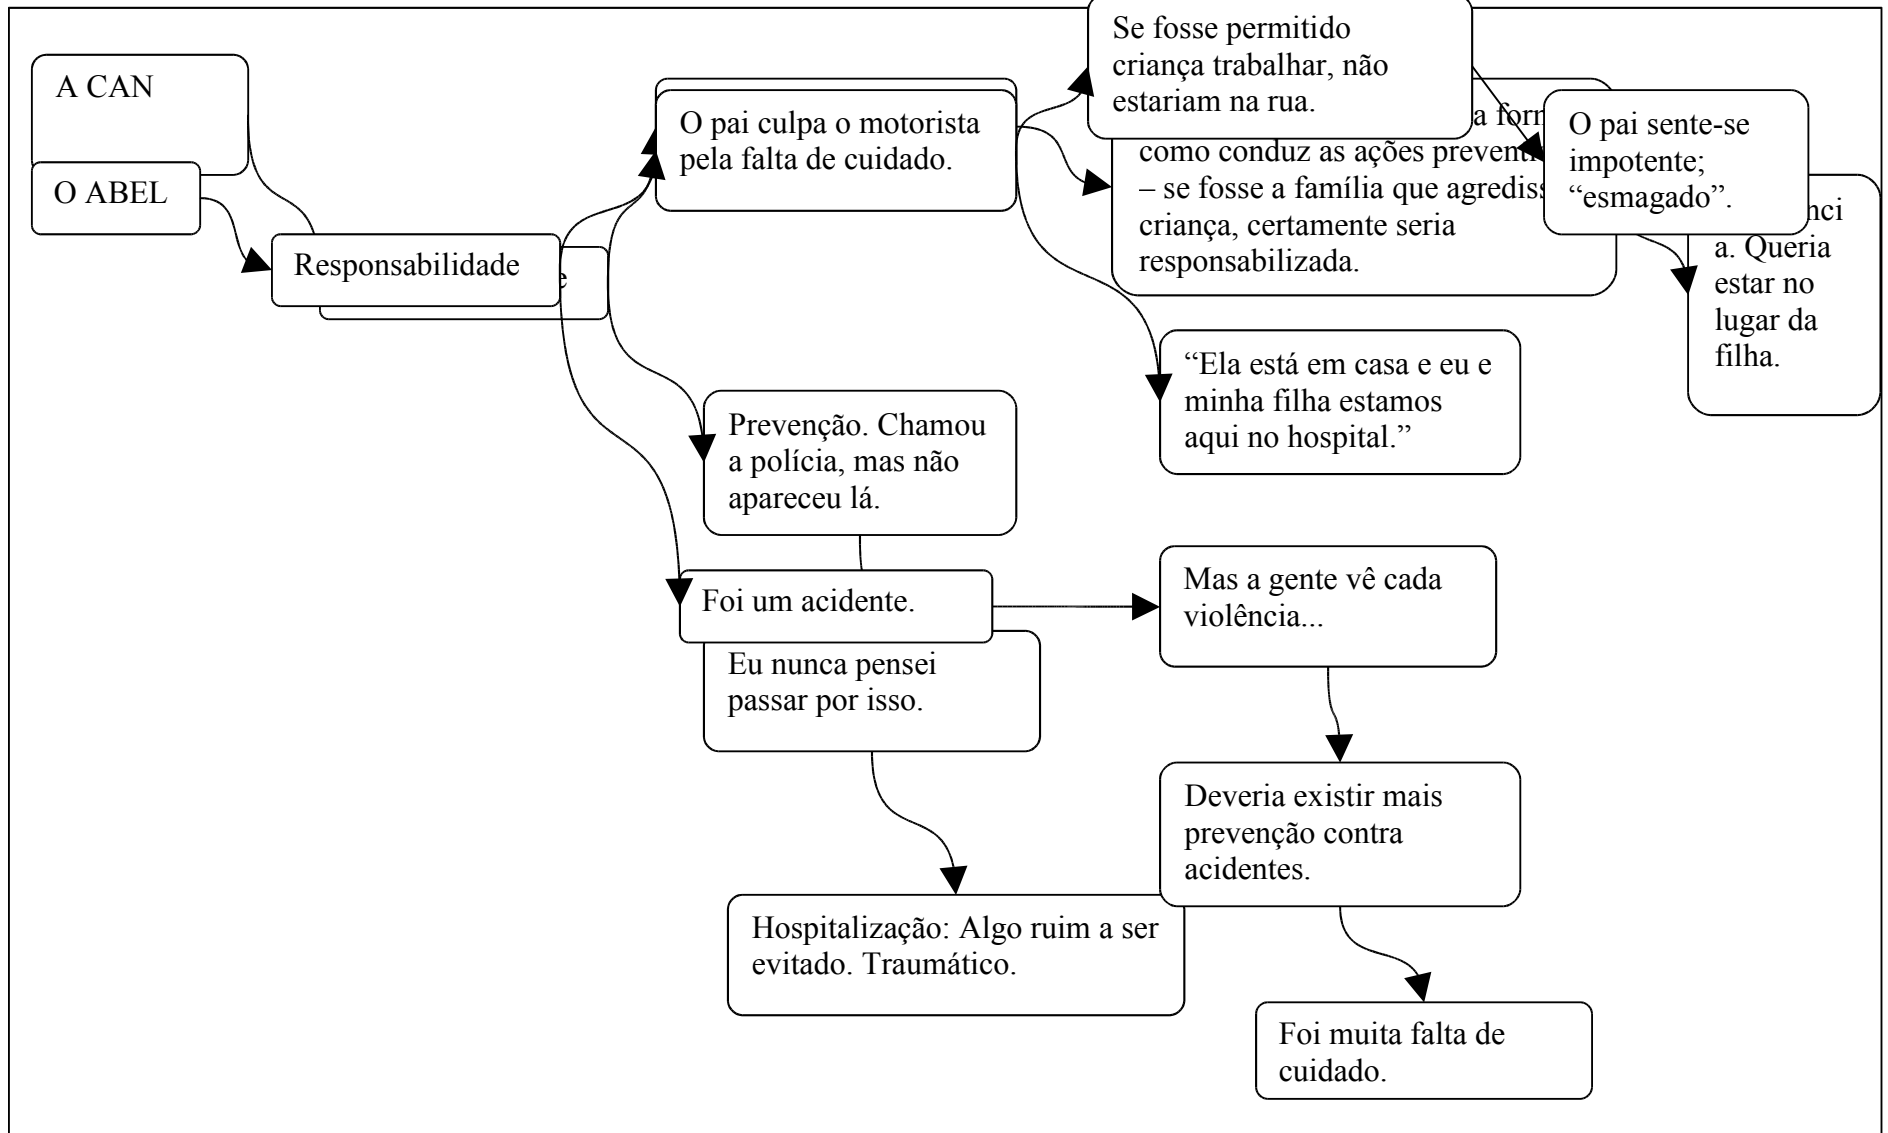 A CAN
O ABEL
Responsabilidade
O pai culpa o motorista
pela falta de cuidado.
Se fosse permitido
criança trabalhar, não
estariam na rua.
como conduz as ações
– se fosse a família que
criança, certamente seria
responsabilizada.
O pai sente-se
impotente;
“esmagado”.
a. Queria
estar no
lugar da
filha.
“Ela está em casa e eu e
minha filha estamos
aqui no hospital.”
Prevenção. Chamou
a polícia, mas não
apareceu lá.
Foi um acidente.
Eu nunca pensei
passar por isso.
Mas a gente vê cada
violência...
Deveria existir mais
prevenção contra
acidentes.
Hospitalização: Algo ruim a ser
evitado. Traumático.
Foi muita falta de
cuidado.